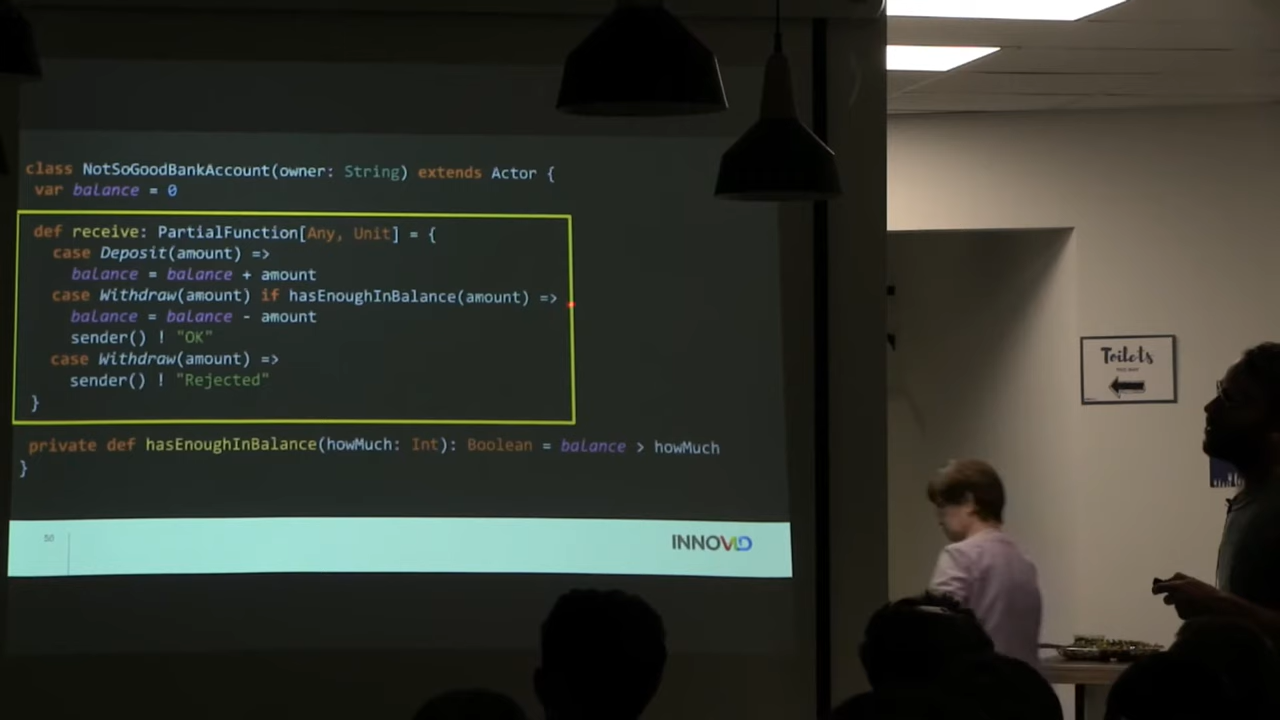 class NotSoGoodBankAccount(owner: String) extends Actor {
var balance = 0
def receive: PartialFunction[Any, Unit] = {
case Deposit(amount) =>
balance = balance + amount
case Withdraw(amount) if hasEnoughInBalance(amount) =>
balance = balance - amount
sender() ! "OK"
case Withdraw(amount) =>
sender() ! "Rejected"
}
private def hasEnoughInBalance(howMuch: Int): Boolean = balance > howMuch
}
50
INNOVID
Toilets